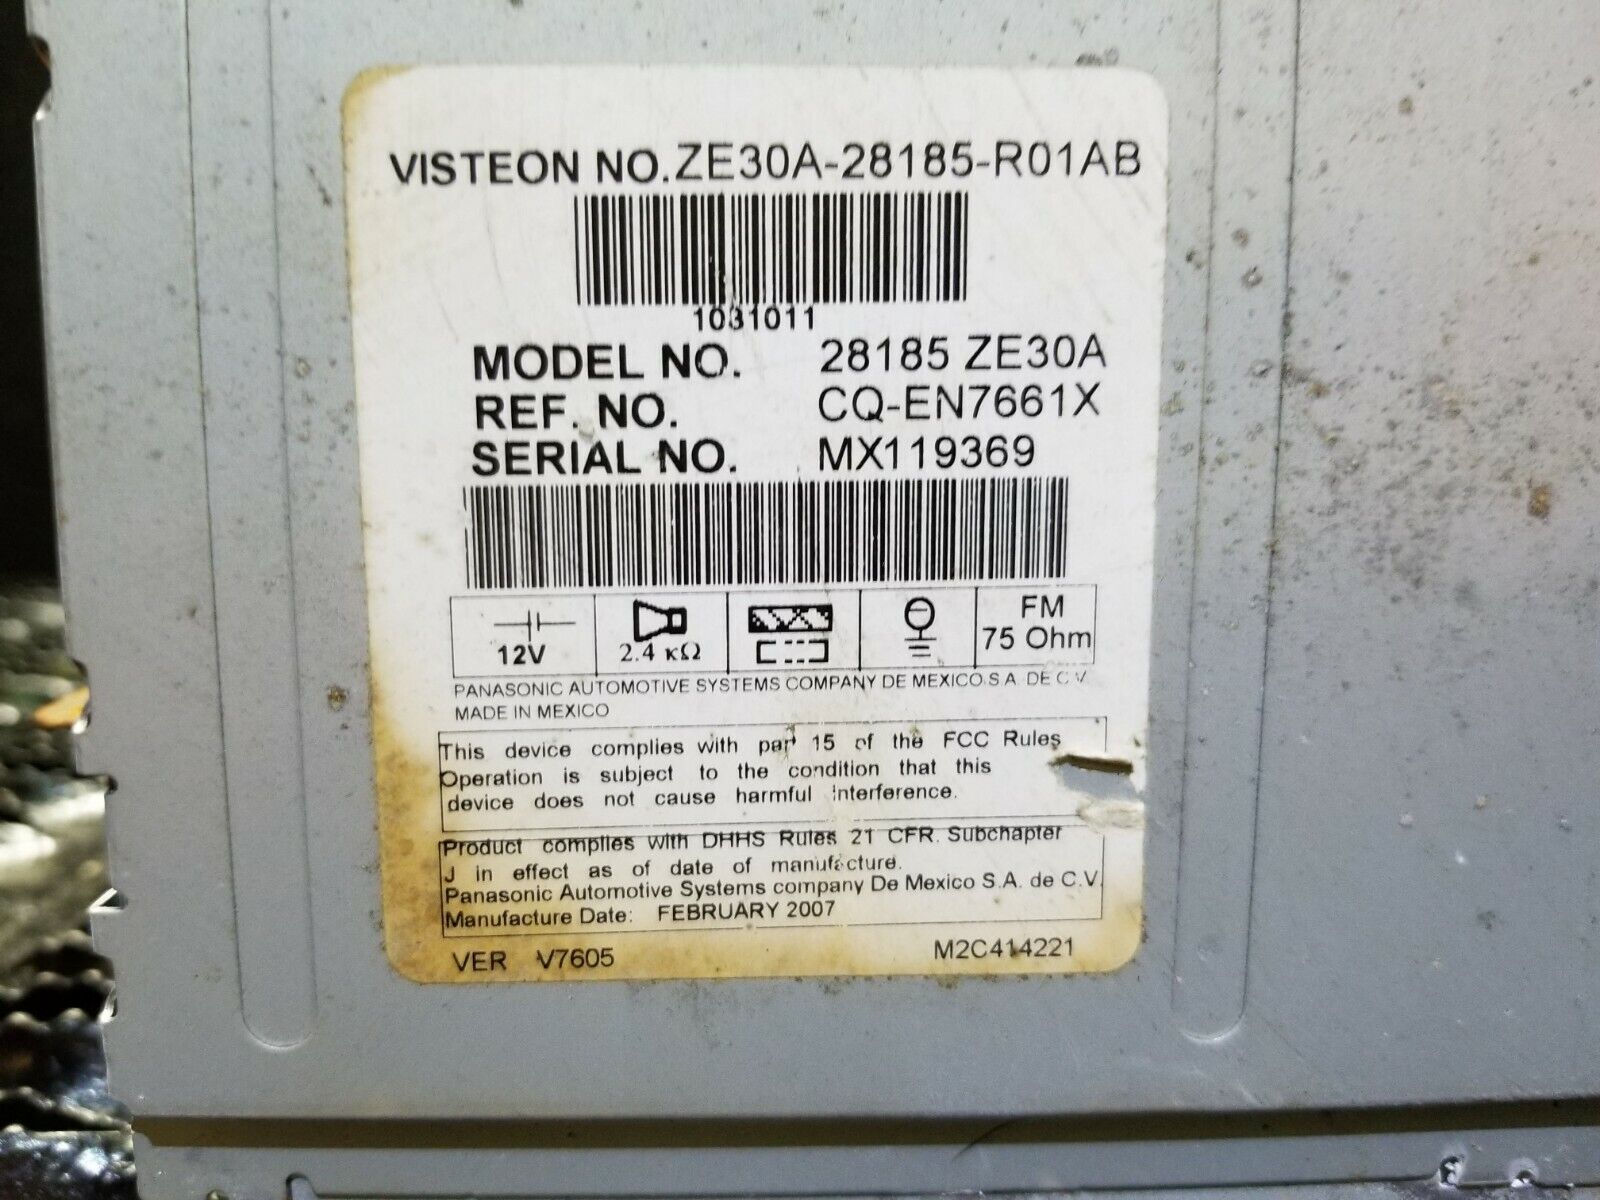 VISTEON NO.ZE30A-28185-R01AB
1031011
MODEL NO. 28185 ZE30A
REF. NO. CQ-EN7661X
SERIAL NO. MX119369
12V
2.4 κΩ
FM
75 Ohm
PANASONIC AUTOMOTIVE SYSTEMS COMPANY DE MEXICO S.A. DE C.V.
MADE IN MEXICO
This device complies with part 15 of the FCC Rules
Operation is subject to the condition that this
device does not cause harmful interference.
Product complies with DHHS Rules 21 CFR. Subchapter
J in effect as of date of manufacture.
Panasonic Automotive Systems company De Mexico S.A. de C.V.
Manufacture Date: FEBRUARY 2007
VER V7605
M2C414221